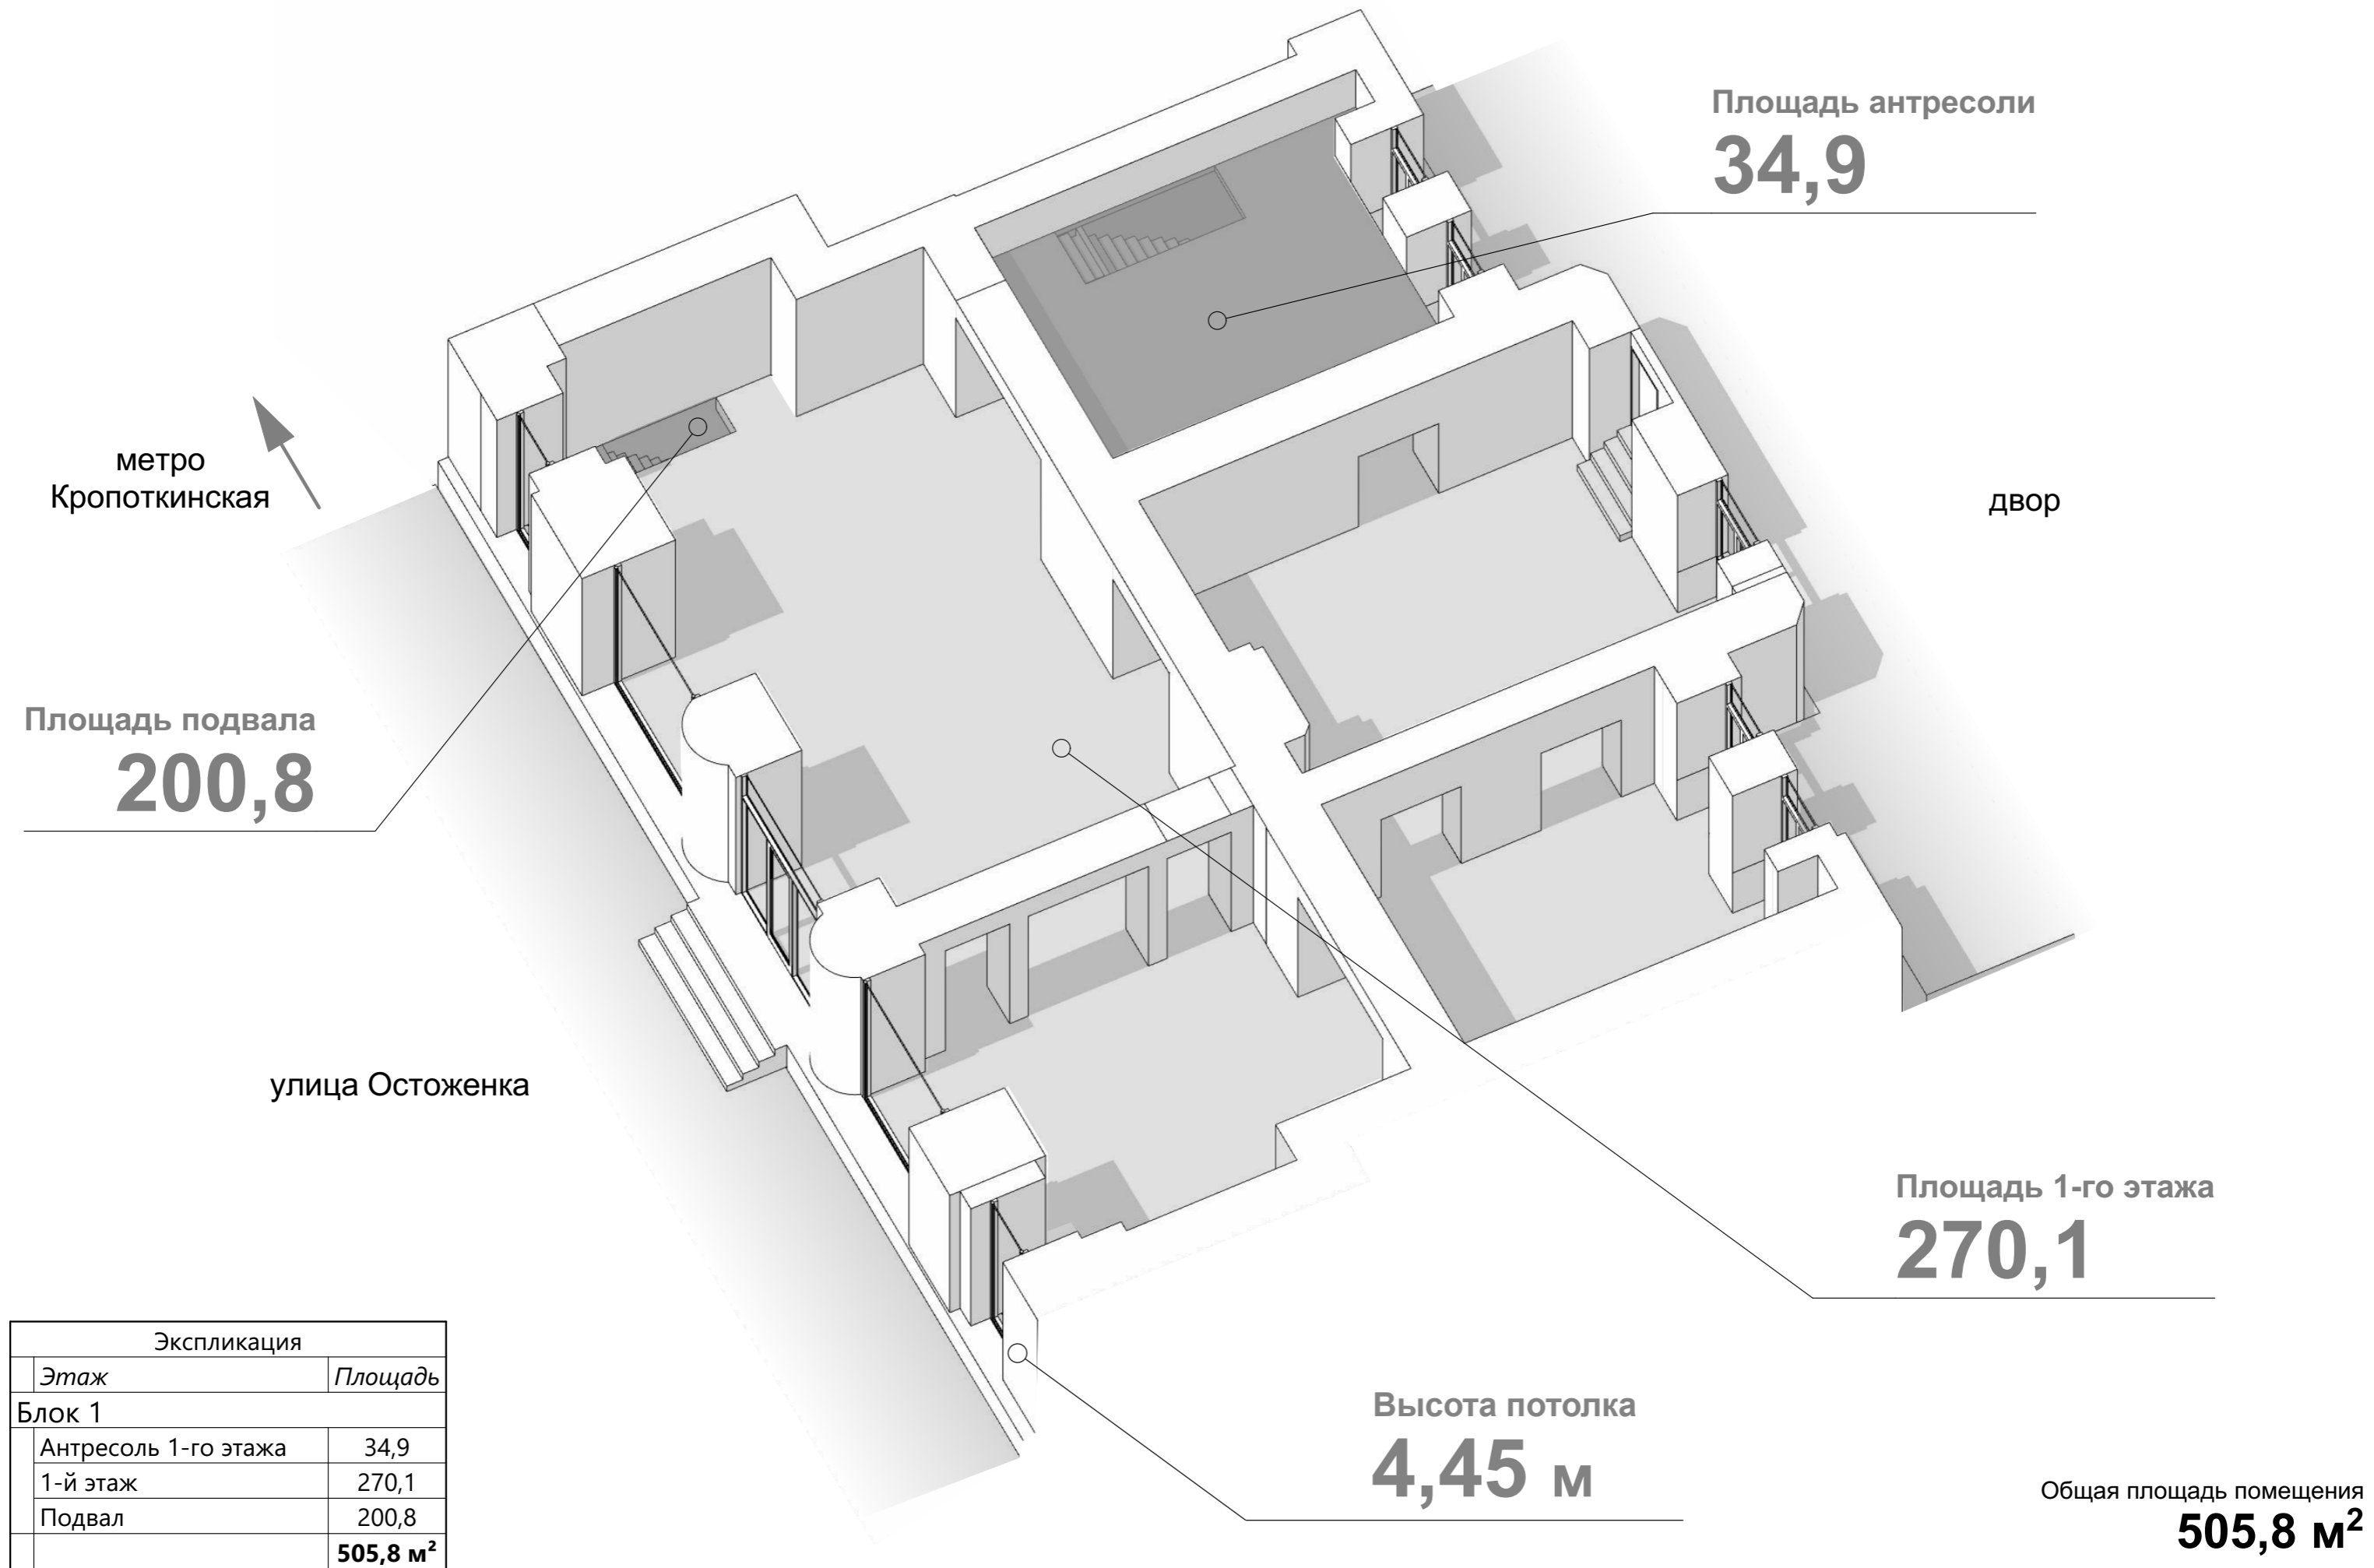 Площадь антресоли
34,9
метро
Кропоткинская
двор
Площадь подвала
200,8
улица Остоженка
Площадь 1-го этажа
270,1
Высота потолка
4,45 м
Экспликация
Этаж Площадь
Блок 1
Антресоль 1-го этажа 34,9
1-й этаж 270,1
Подвал 200,8
505,8 м²
Общая площадь помещения
505,8 м²